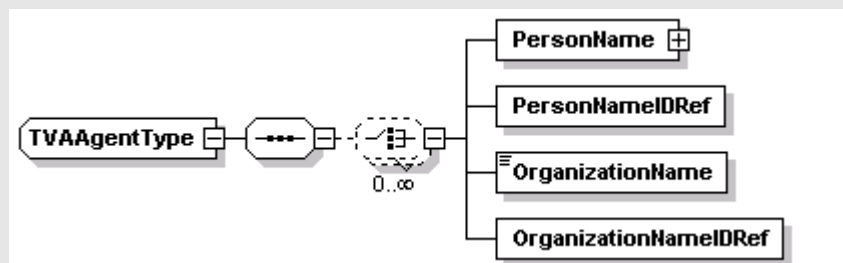 PersonName
PersonNameIDRef
TVAAgentType
OrganizationName
0..∞
OrganizationNameIDRef